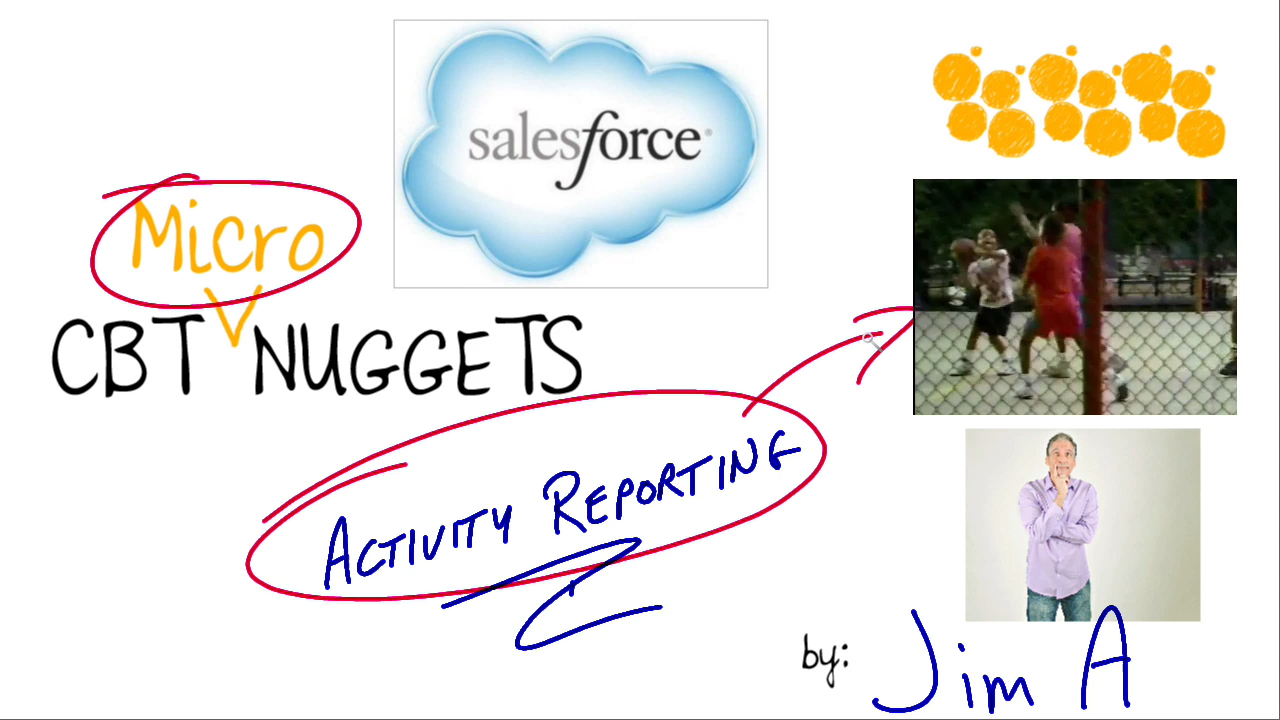 salesforce®
Micro
CBT NUGGETS
ACTIVITY REPORTING
by: Jim A